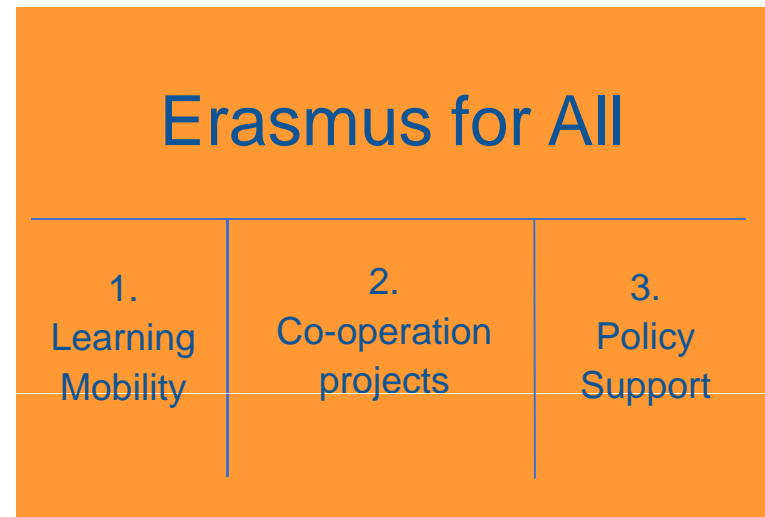 Erasmus for All
1.
Learning
Mobility
2.
Co-operation
projects
3.
Policy
Support